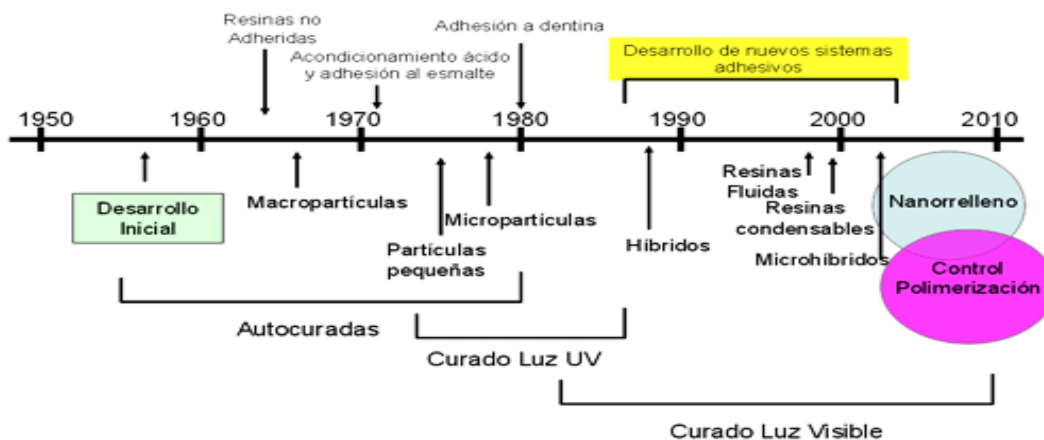 Resinas no
Adheridas
Acondicionamiento ácido
y adhesión al esmalte
Adhesión a dentina
Desarrollo de nuevos sistemas
adhesivos
1950
1960
1970
1980
1990
2000
2010
Desarrollo
Inicial
Macropartículas
Partículas
pequeñas
Micropartículas
Híbridos
Resinas
Fluidas
Resinas
condensables
Microhíbridos
Nanorrelleno
Control
Polimerización
Autocuradas
Curado Luz UV
Curado Luz Visible